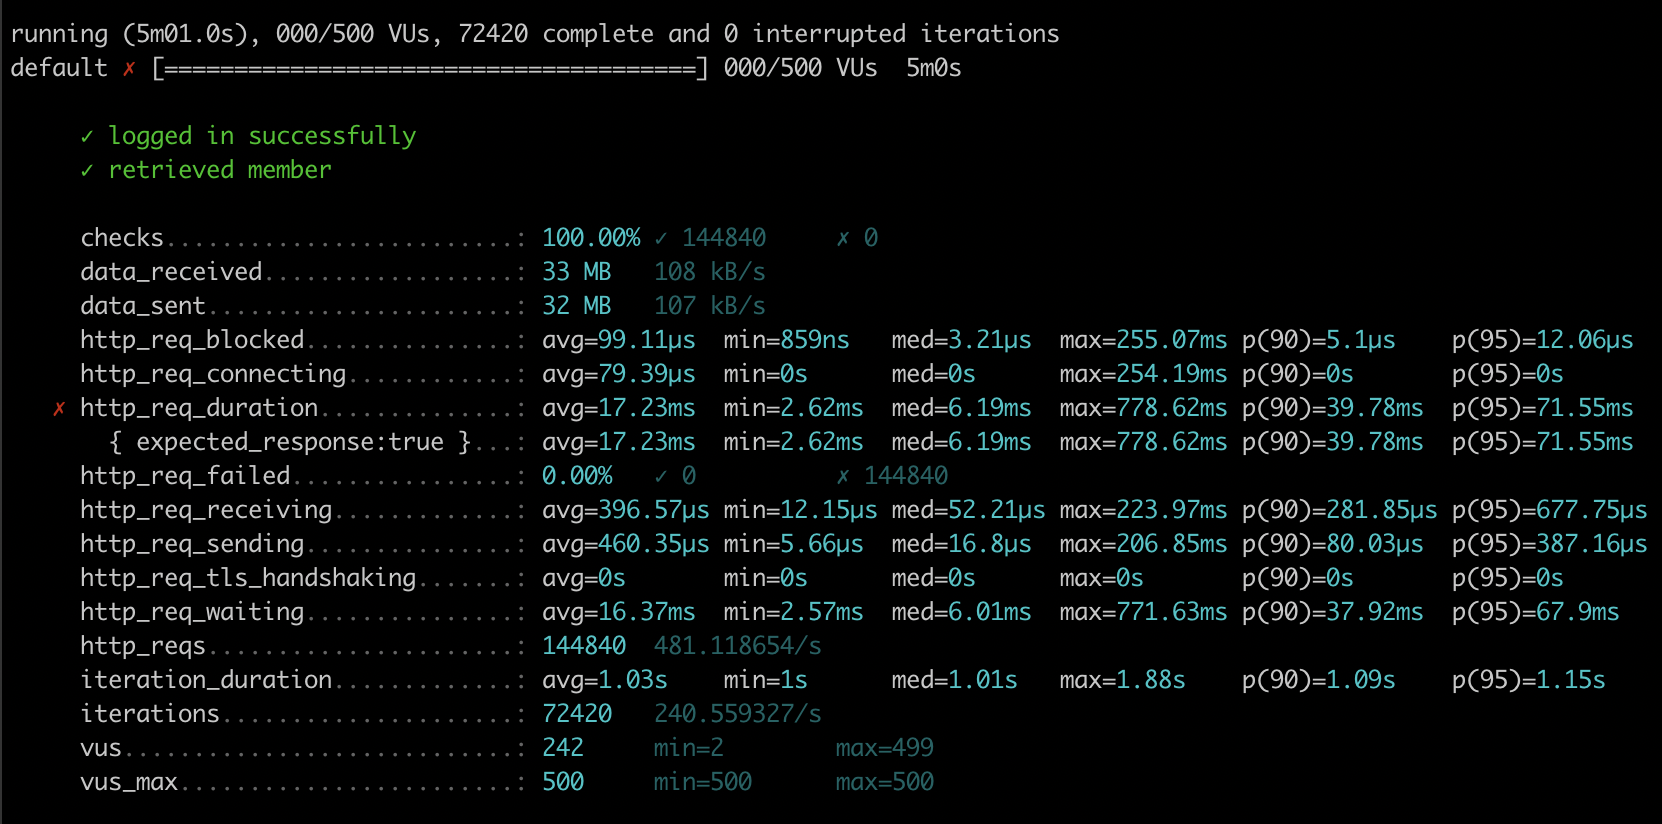 running (5m01.0s), 000/500 VUs, 72420 complete and 0 interrupted iterations
default ✗ [======================================] 000/500 VUs  5m0s
✓ logged in successfully
✓ retrieved member
checks.........................: 100.00% ✓ 144840     ✗ 0
data_received..................: 33 MB   108 kB/s
data_sent......................: 32 MB   107 kB/s
http_req_blocked...............: avg=99.11µs  min=859ns   med=3.21µs  max=255.07ms p(90)=5.1µs    p(95)=12.06µs
http_req_connecting............: avg=79.39µs  min=0s      med=0s      max=254.19ms p(90)=0s       p(95)=0s
✗ http_req_duration..............: avg=17.23ms  min=2.62ms  med=6.19ms  max=778.62ms p(90)=39.78ms  p(95)=71.55ms
{ expected_response:true }...: avg=17.23ms  min=2.62ms  med=6.19ms  max=778.62ms p(90)=39.78ms  p(95)=71.55ms
http_req_failed................: 0.00%   ✓ 0          ✗ 144840
http_req_receiving.............: avg=396.57µs min=12.15µs med=52.21µs max=223.97ms p(90)=281.85µs p(95)=677.75µs
http_req_sending...............: avg=460.35µs min=5.66µs  med=16.8µs  max=206.85ms p(90)=80.03µs  p(95)=387.16µs
http_req_tls_handshaking.......: avg=0s       min=0s      med=0s      max=0s       p(90)=0s       p(95)=0s
http_req_waiting...............: avg=16.37ms  min=2.57ms  med=6.01ms  max=771.63ms p(90)=37.92ms  p(95)=67.9ms
http_reqs......................: 144840  481.118654/s
iteration_duration.............: avg=1.03s    min=1s      med=1.01s   max=1.88s    p(90)=1.09s    p(95)=1.15s
iterations.....................: 72420   240.559327/s
vus............................: 242     min=2        max=499
vus_max........................: 500     min=500      max=500